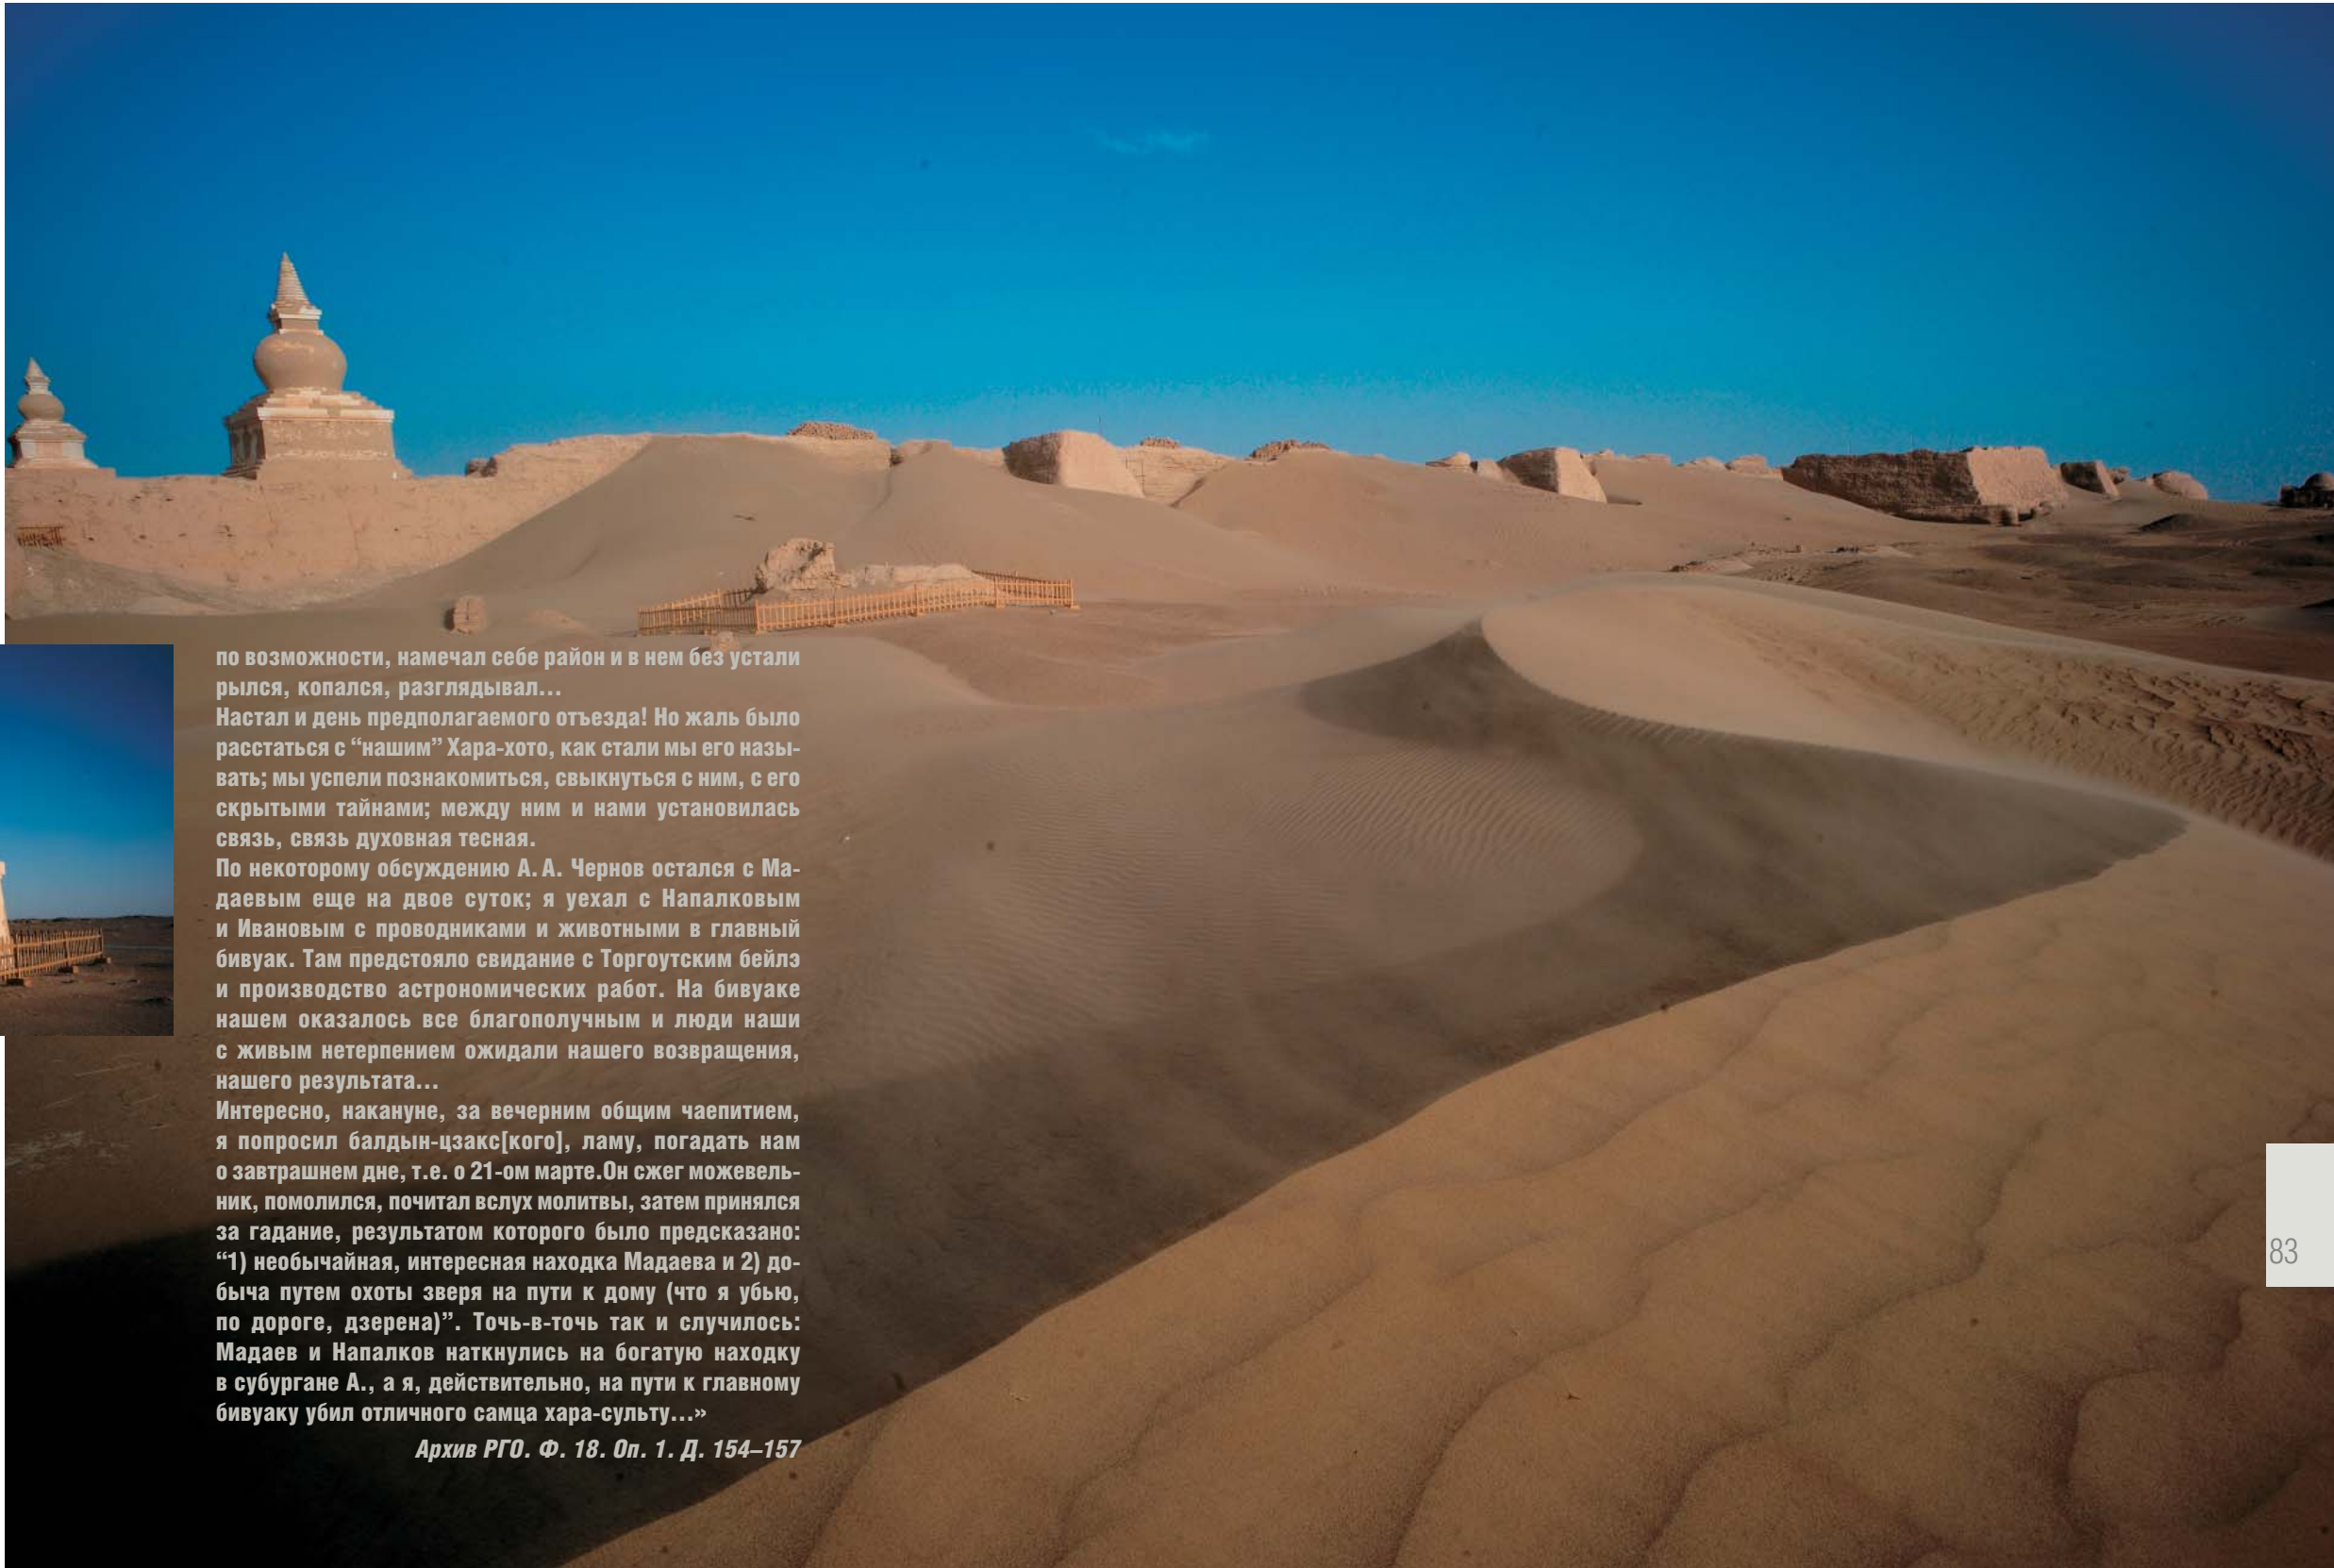 по возможности, намечал себе район и в нем без устали
рылся, копался, разглядывал…
Настал и день предполагаемого отъезда! Но жаль было
расстаться с “нашим” Хара-хото, как стали мы его назы-
вать; мы успели познакомиться, свыкнуться с ним, с его
скрытыми тайнами; между ним и нами установилась
связь, связь духовная тесная.
По некоторому обсуждению А. А. Чернов остался с Ма-
даевым еще на двое суток; я уехал с Напалковым
и Ивановым с проводниками и животными в главный
бивуак. Там предстояло свидание с Торгоутским бейлэ
и производство астрономических работ. На бивуаке
нашем оказалось все благополучным и люди наши
с живым нетерпением ожидали нашего возвращения,
нашего результата…
Интересно, накануне, за вечерним общим чаепитием,
я попросил балдын-цзакс[кого], ламу, погадать нам
о завтрашнем дне, т.е. о 21-ом марте.Он сжег можевель-
ник, помолился, почитал вслух молитвы, затем принялся
за гадание, результатом которого было предсказано:
“1) необычайная, интересная находка Мадаева и 2) до-
быча путем охоты зверя на пути к дому (что я убью,
по дороге, дзерена)”. Точь-в-точь так и случилось:
Мадаев и Напалков наткнулись на богатую находку
в субургане А., а я, действительно, на пути к главному
бивуаку убил отличного самца хара-сульту…»
Архив РГО. Ф. 18. Оп. 1. Д. 154–157
83